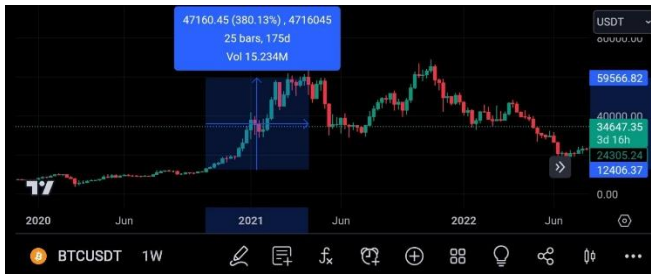 47160.45 (380.13%) , 4716045
25 bars, 175d
Vol 15.234M
USDT
80000.00
59566.82
40000.00
34647.35
3d 16h
24305.24
12406.37
0.00
2020 Jun 2021 Jun 2022 Jun
BTCUSDT 1W